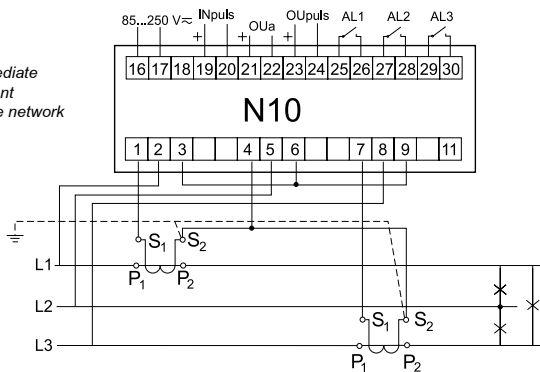 85...250 V≂ INpuls OUa OUpuls AL1 AL2 AL3
+ + +
16 17 18 19 20 21 22 23 24 25 26 27 28 29 30
ediate
nt
e network
N10
1 2 3 4 5 6 7 8 9 11
S1 S2
L1 P1 P2
L2
S1 S2
L3
P1 P2